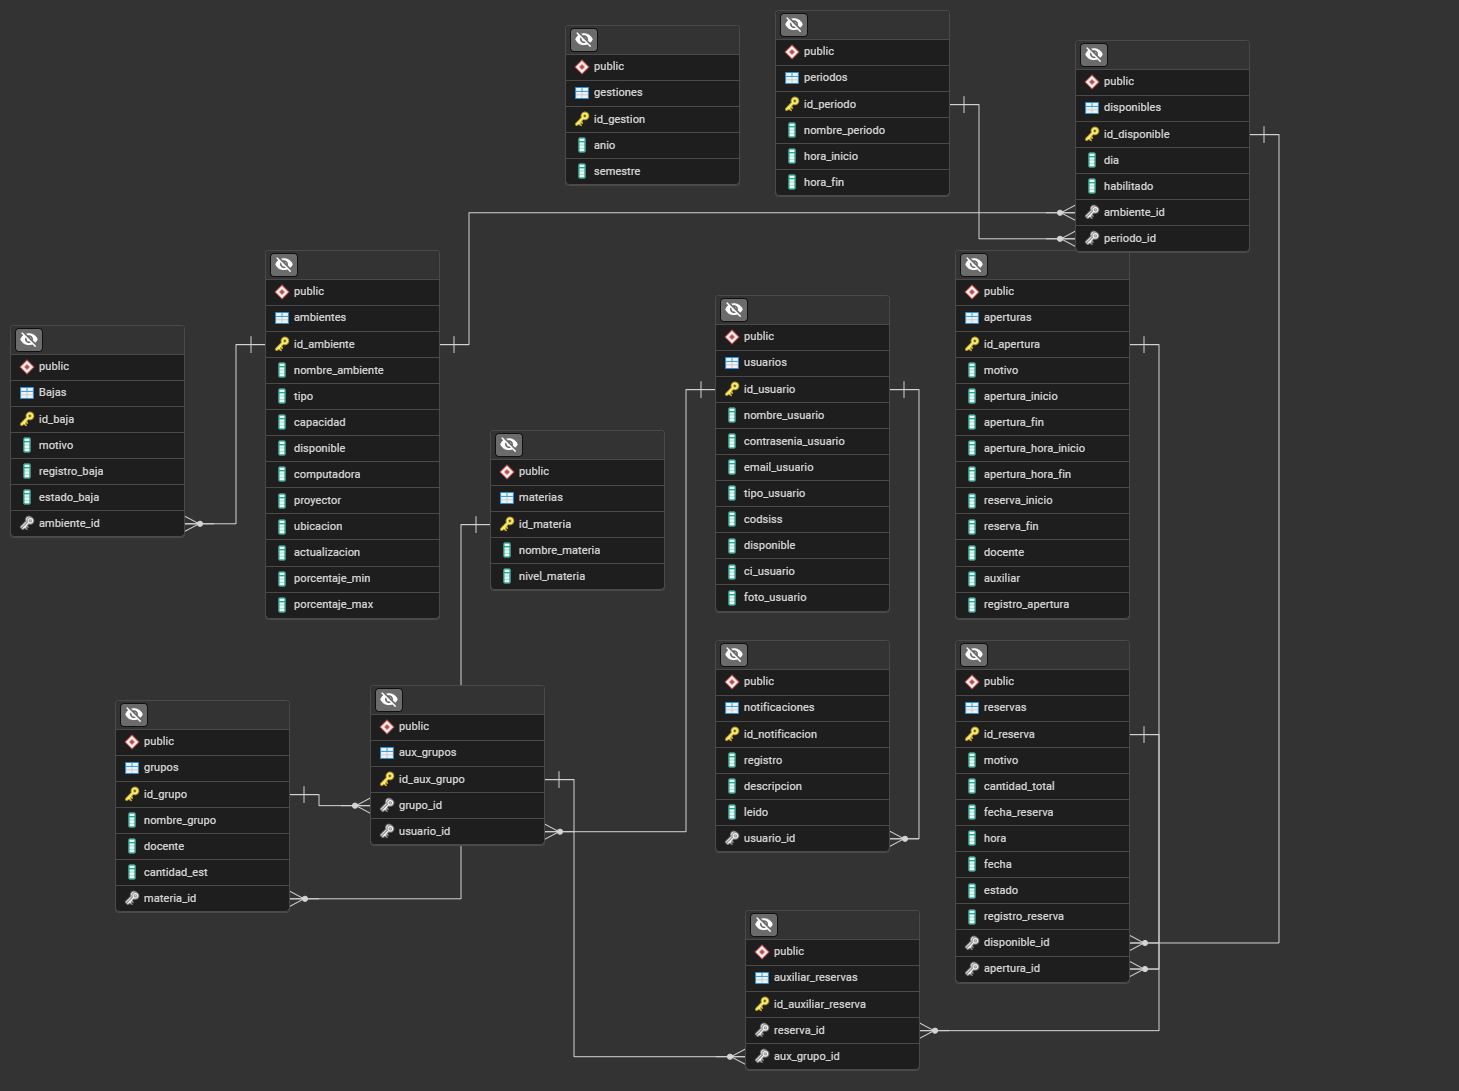 public
gestiones
id_gestion
anio
semestre
public
periodos
id_periodo
nombre_periodo
hora_inicio
hora_fin
public
disponibles
id_disponible
dia
habilitado
ambiente_id
periodo_id
public
Bajas
id_baja
motivo
registro_baja
estado_baja
ambiente_id
public
ambientes
id_ambiente
nombre_ambiente
tipo
capacidad
disponible
computadora
proyector
ubicacion
actualizacion
porcentaje_min
porcentaje_max
public
materias
id_materia
nombre_materia
nivel_materia
public
usuarios
id_usuario
nombre_usuario
contrasenia_usuario
email_usuario
tipo_usuario
codsiss
disponible
ci_usuario
foto_usuario
public
aperturas
id_apertura
motivo
apertura_inicio
apertura_fin
apertura_hora_inicio
apertura_hora_fin
reserva_inicio
reserva_fin
docente
auxiliar
registro_apertura
public
grupos
id_grupo
nombre_grupo
docente
cantidad_est
materia_id
public
aux_grupos
id_aux_grupo
grupo_id
usuario_id
public
notificaciones
id_notificacion
registro
descripcion
leido
usuario_id
public
reservas
id_reserva
motivo
cantidad_total
fecha_reserva
hora
fecha
estado
registro_reserva
disponible_id
apertura_id
public
auxiliar_reservas
id_auxiliar_reserva
reserva_id
aux_grupo_id